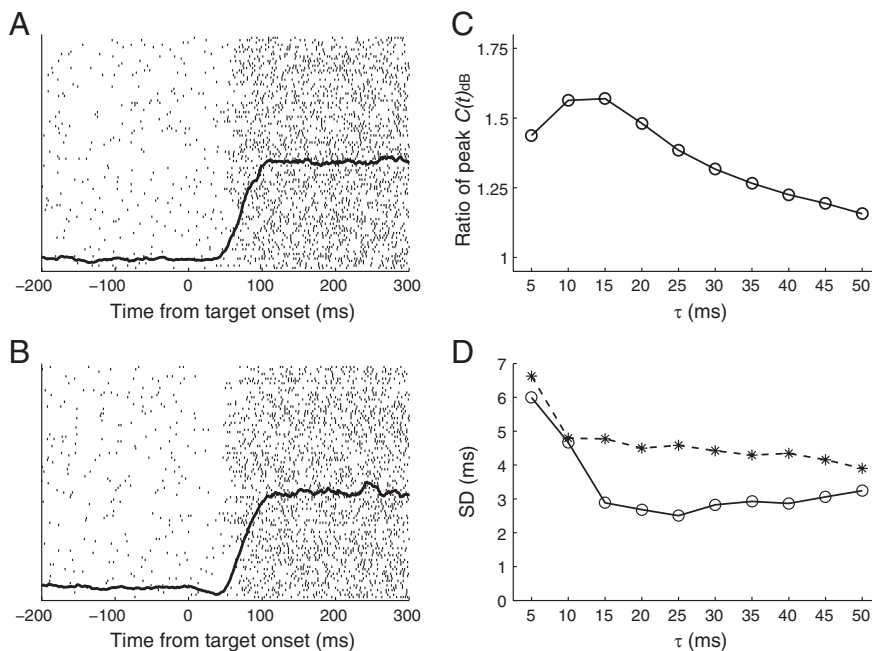 A
−200 −100 0 100 200 300
Time from target onset (ms)
B
−200 −100 0 100 200 300
Time from target onset (ms)
C
Ratio of peak C(t)dB
1.75
1.5
1.25
1
5 10 15 20 25 30 35 40 45 50
τ (ms)
D
SD (ms)
7
6
5
4
3
2
1
0
5 10 15 20 25 30 35 40 45 50
τ (ms)